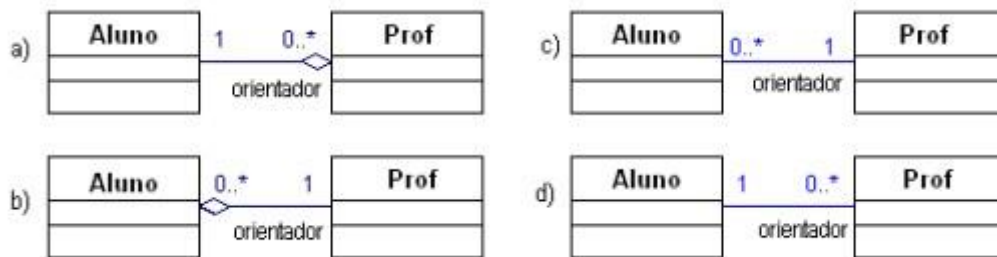 a) Aluno 1 0..* Prof
orientador
c) Aluno 0..* 1 Prof
orientador
b) Aluno 0..* 1 Prof
orientador
d) Aluno 1 0..* Prof
orientador